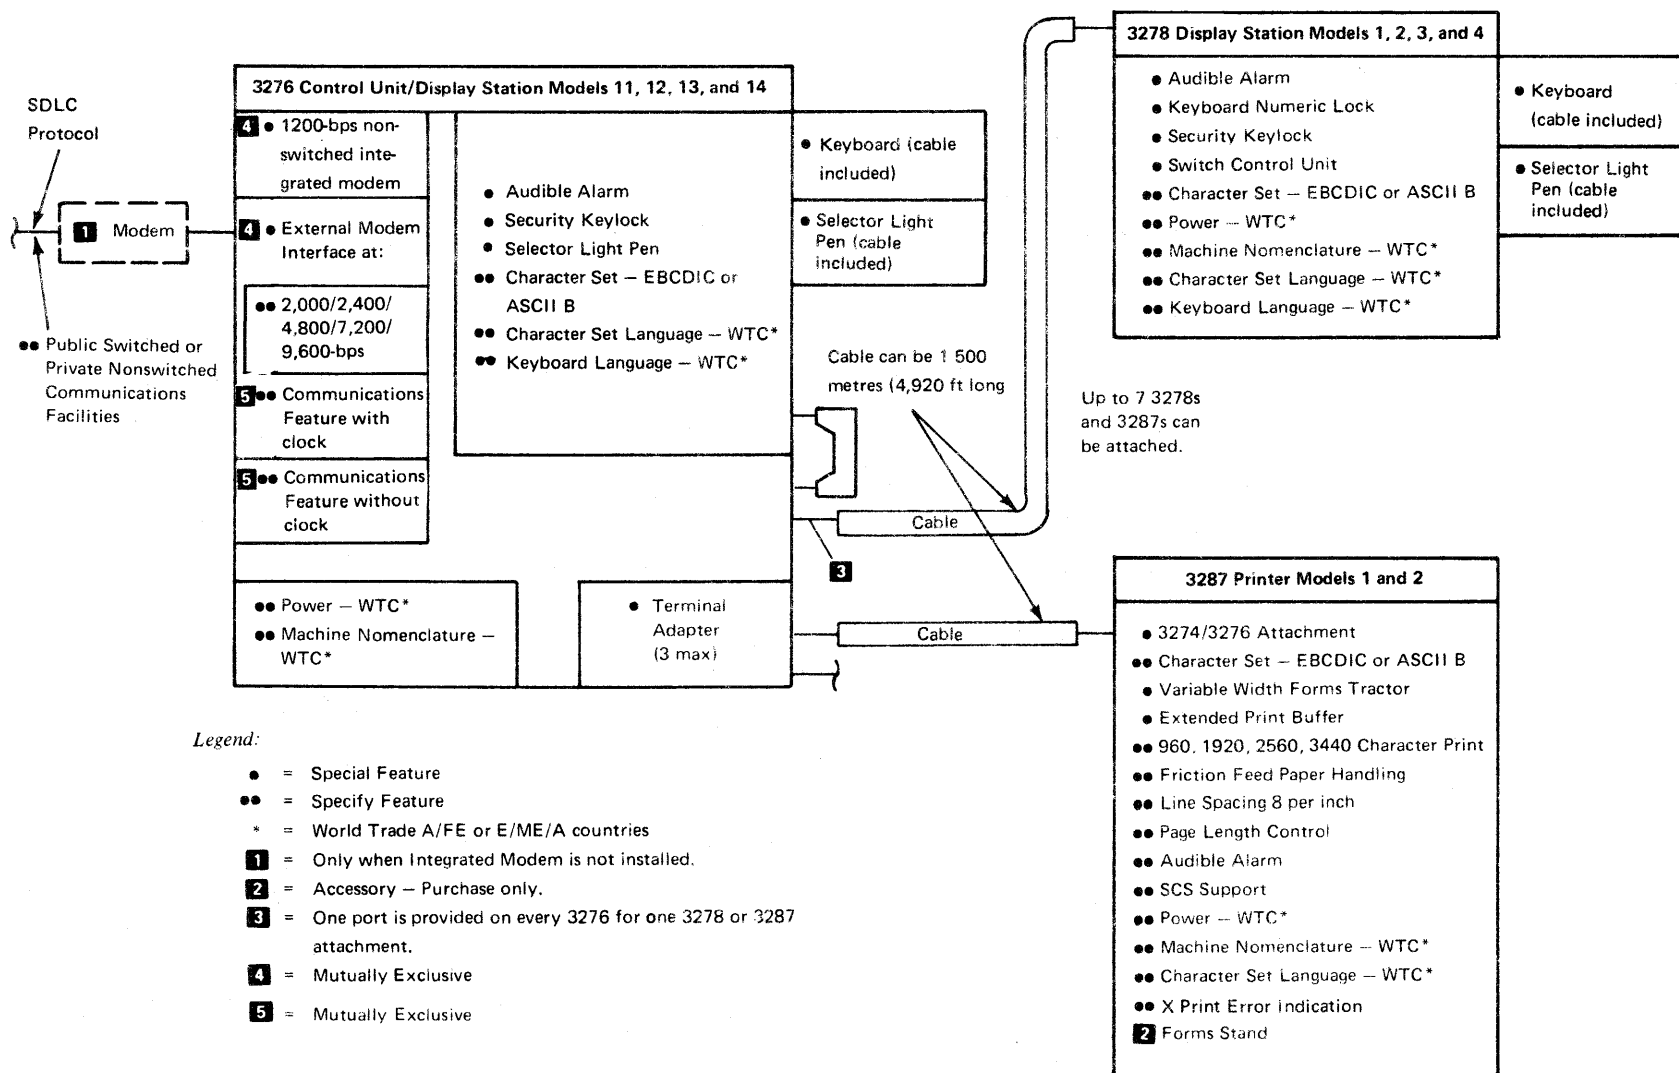 SDLC
Protocol
1 Modem
●● Public Switched or
Private Nonswitched
Communications
Facilities
3276 Control Unit/Display Station Models 11, 12, 13, and 14
4 ● 1200-bps non-
switched inte-
grated modem
4 ● External Modem
Interface at:
●● 2,000/2,400/
4,800/7,200/
9,600-bps
5 ●● Communications
Feature with
clock
5 ●● Communications
Feature without
clock
● Audible Alarm
● Security Keylock
● Selector Light Pen
●● Character Set — EBCDIC or
ASCII B
●● Character Set Language — WTC*
●● Keyboard Language — WTC*
● Keyboard (cable
included)
● Selector Light
Pen (cable
included)
●● Power — WTC*
●● Machine Nomenclature —
WTC*
● Terminal
Adapter
(3 max)
Cable can be 1 500
metres (4,920 ft long
Cable
3
Cable
Up to 7 3278s
and 3287s can
be attached.
3278 Display Station Models 1, 2, 3, and 4
● Audible Alarm
● Keyboard Numeric Lock
● Security Keylock
● Switch Control Unit
●● Character Set — EBCDIC or ASCII B
●● Power — WTC*
●● Machine Nomenclature — WTC*
●● Character Set Language — WTC*
●● Keyboard Language — WTC*
● Keyboard
(cable included)
● Selector Light
Pen (cable
included)
3287 Printer Models 1 and 2
● 3274/3276 Attachment
●● Character Set — EBCDIC or ASCII B
● Variable Width Forms Tractor
● Extended Print Buffer
●● 960, 1920, 2560, 3440 Character Print
●● Friction Feed Paper Handling
●● Line Spacing 8 per inch
●● Page Length Control
●● Audible Alarm
●● SCS Support
●● Power — WTC*
●● Machine Nomenclature — WTC*
●● Character Set Language — WTC*
●● X Print Error Indication
2 Forms Stand
Legend:
● = Special Feature
●● = Specify Feature
* = World Trade A/FE or E/ME/A countries
1 = Only when Integrated Modem is not installed.
2 = Accessory — Purchase only.
3 = One port is provided on every 3276 for one 3278 or 3287
attachment.
4 = Mutually Exclusive
5 = Mutually Exclusive